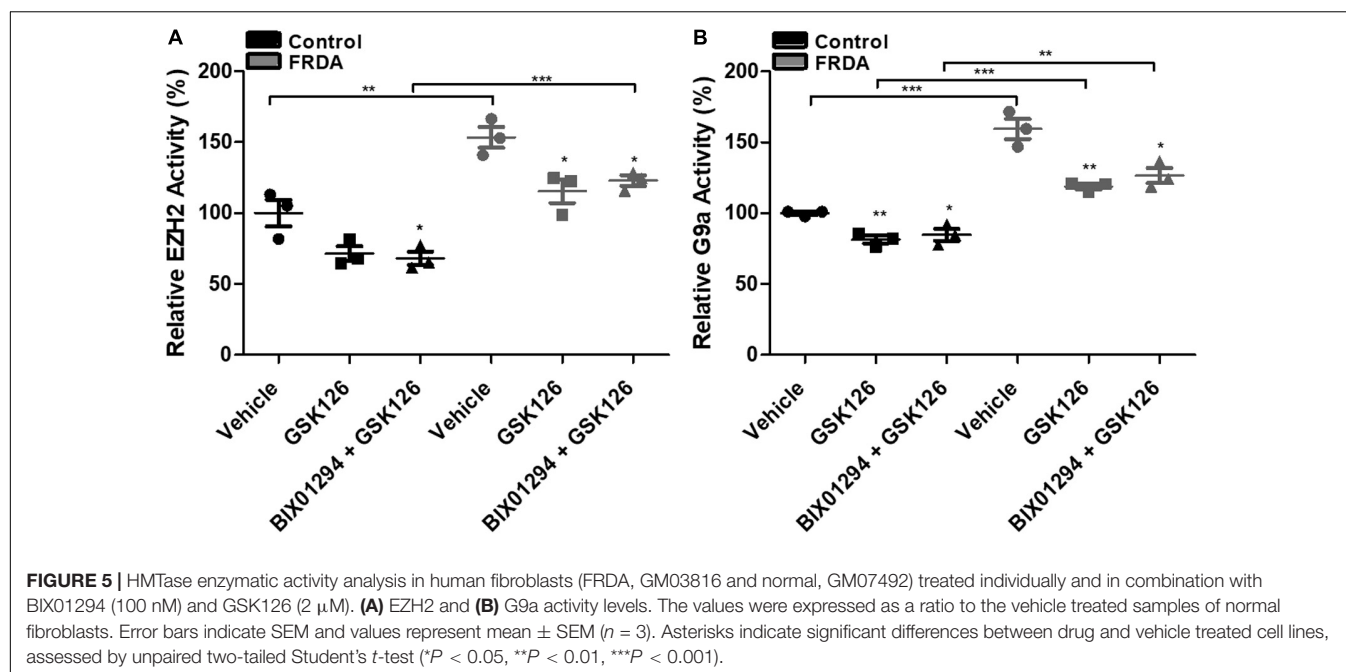 A
Control
FRDA
Relative EZH2 Activity (%)
200
150
100
50
0
**
***
*
*
*
Vehicle
GSK126
BIX01294 + GSK126
Vehicle
GSK126
BIX01294 + GSK126
B
Control
FRDA
Relative G9a Activity (%)
200
150
100
50
0
**
***
***
**
*
**
*
Vehicle
GSK126
BIX01294 + GSK126
Vehicle
GSK126
BIX01294 + GSK126
FIGURE 5 | HMTase enzymatic activity analysis in human fibroblasts (FRDA, GM03816 and normal, GM07492) treated individually and in combination with
BIX01294 (100 nM) and GSK126 (2 μM). (A) EZH2 and (B) G9a activity levels. The values were expressed as a ratio to the vehicle treated samples of normal
fibroblasts. Error bars indicate SEM and values represent mean ± SEM (n = 3). Asterisks indicate significant differences between drug and vehicle treated cell lines,
assessed by unpaired two-tailed Student's t-test (*P < 0.05, **P < 0.01, ***P < 0.001).